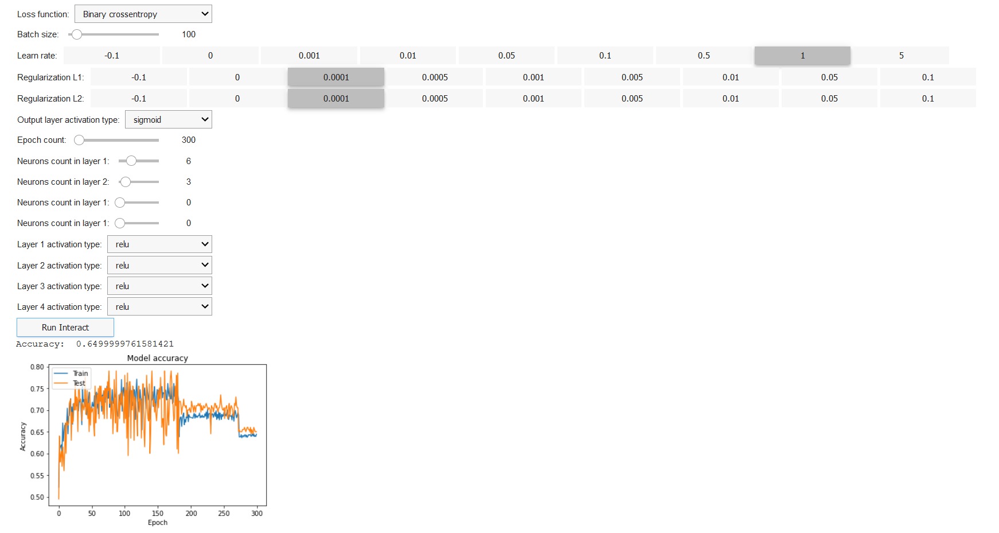 Loss function: Binary crossentropy
Batch size: 100
Learn rate: -0.1 0 0.001 0.01 0.05 0.1 0.5 1 5
Regularization L1: -0.1 0 0.0001 0.0005 0.001 0.005 0.01 0.05 0.1
Regularization L2: -0.1 0 0.0001 0.0005 0.001 0.005 0.01 0.05 0.1
Output layer activation type: sigmoid
Epoch count: 300
Neurons count in layer 1: 6
Neurons count in layer 2: 3
Neurons count in layer 1: 0
Neurons count in layer 1: 0
Layer 1 activation type: relu
Layer 2 activation type: relu
Layer 3 activation type: relu
Layer 4 activation type: relu
Run Interact
Accuracy: 0.6499999761581421
Model accuracy
Train
Test
Accuracy
0.80
0.75
0.70
0.65
0.60
0.55
0.50
0 50 100 150 200 250 300
Epoch